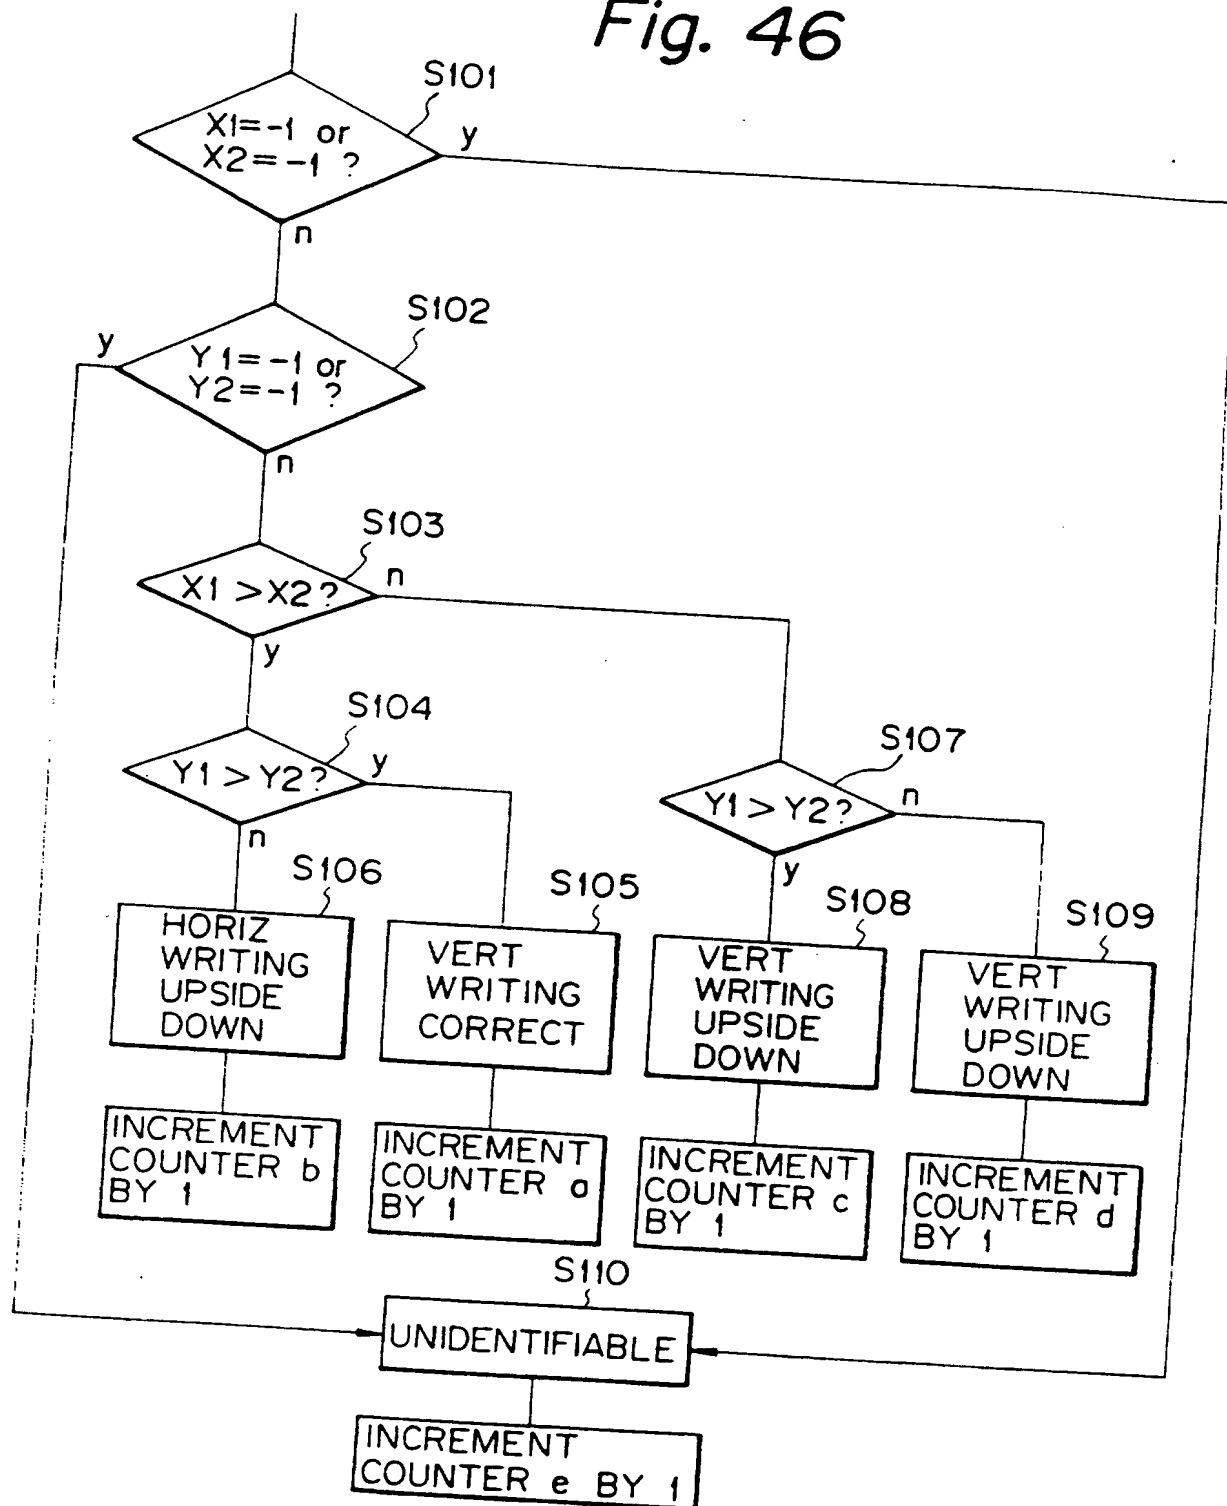 Fig. 46
S101
X1=-1 or
X2=-1 ?
y
n
S102
y
Y1=-1 or
Y2=-1 ?
n
S103
X1>X2?
n
y
S104
Y1>Y2?
y
n
S107
Y1>Y2?
n
y
S106
HORIZ
WRITING
UPSIDE
DOWN
S105
VERT
WRITING
CORRECT
S108
VERT
WRITING
UPSIDE
DOWN
S109
VERT
WRITING
UPSIDE
DOWN
INCREMENT
COUNTER b
BY 1
INCREMENT
COUNTER a
BY 1
INCREMENT
COUNTER c
BY 1
INCREMENT
COUNTER d
BY 1
S110
UNIDENTIFIABLE
INCREMENT
COUNTER e BY 1